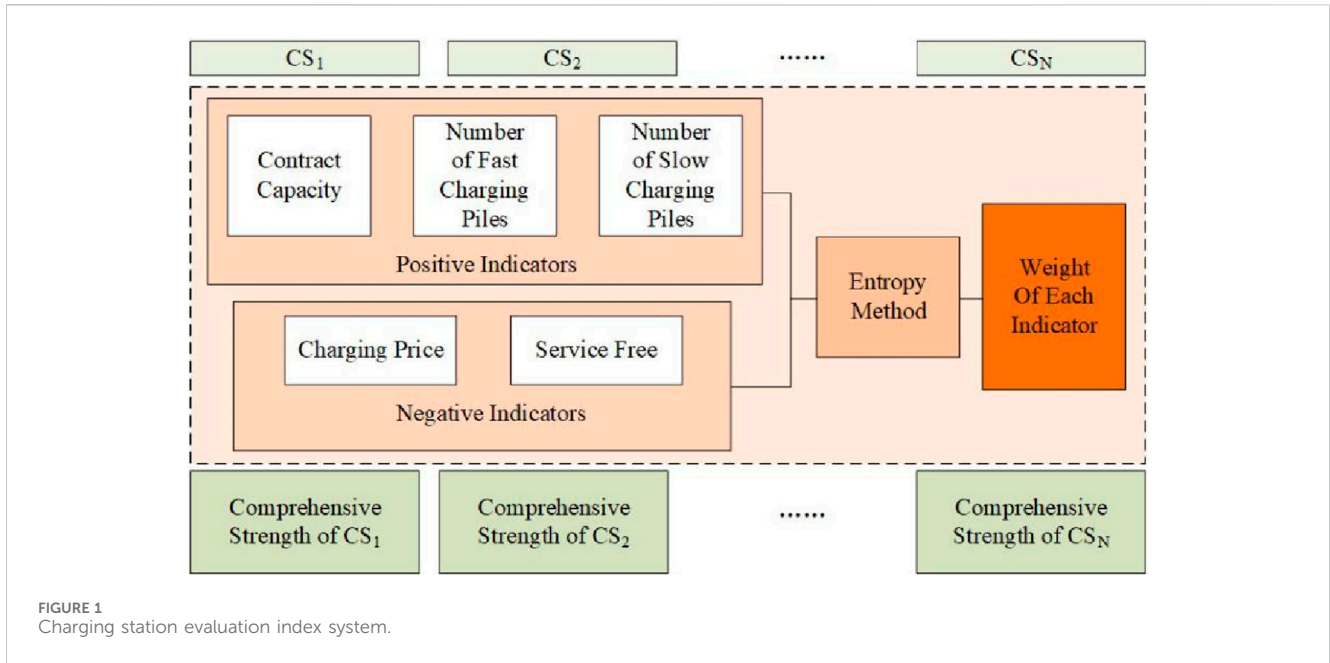 CS₁
CS₂
......
CS_N
Contract
Capacity
Number
of Fast
Charging
Piles
Number
of Slow
Charging
Piles
Positive Indicators
Charging Price
Service Free
Negative Indicators
Entropy
Method
Weight
Of Each
Indicator
Comprehensive
Strength of CS₁
Comprehensive
Strength of CS₂
......
Comprehensive
Strength of CS_N
FIGURE 1
Charging station evaluation index system.